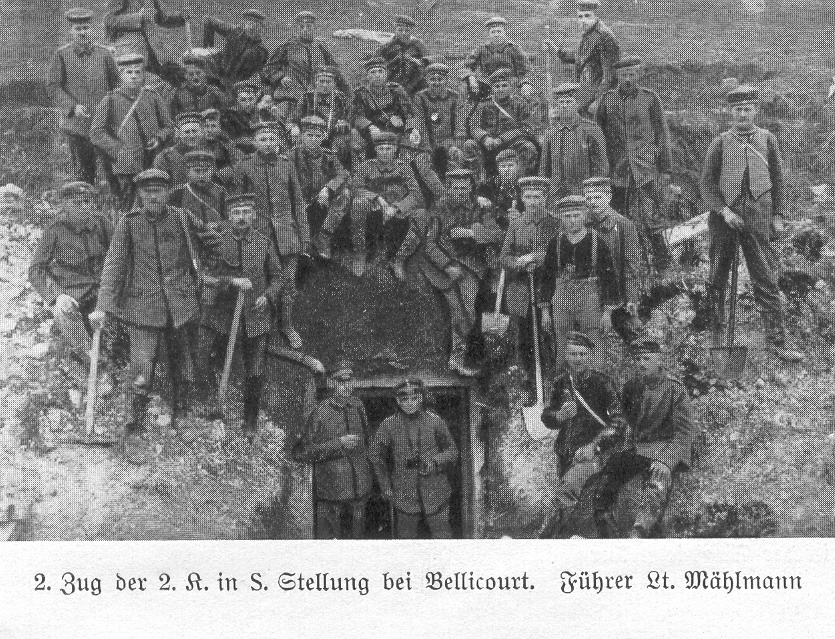 2. Zug der 2. K. in S. Stellung bei Bellicourt. Führer Lt. Mählmann